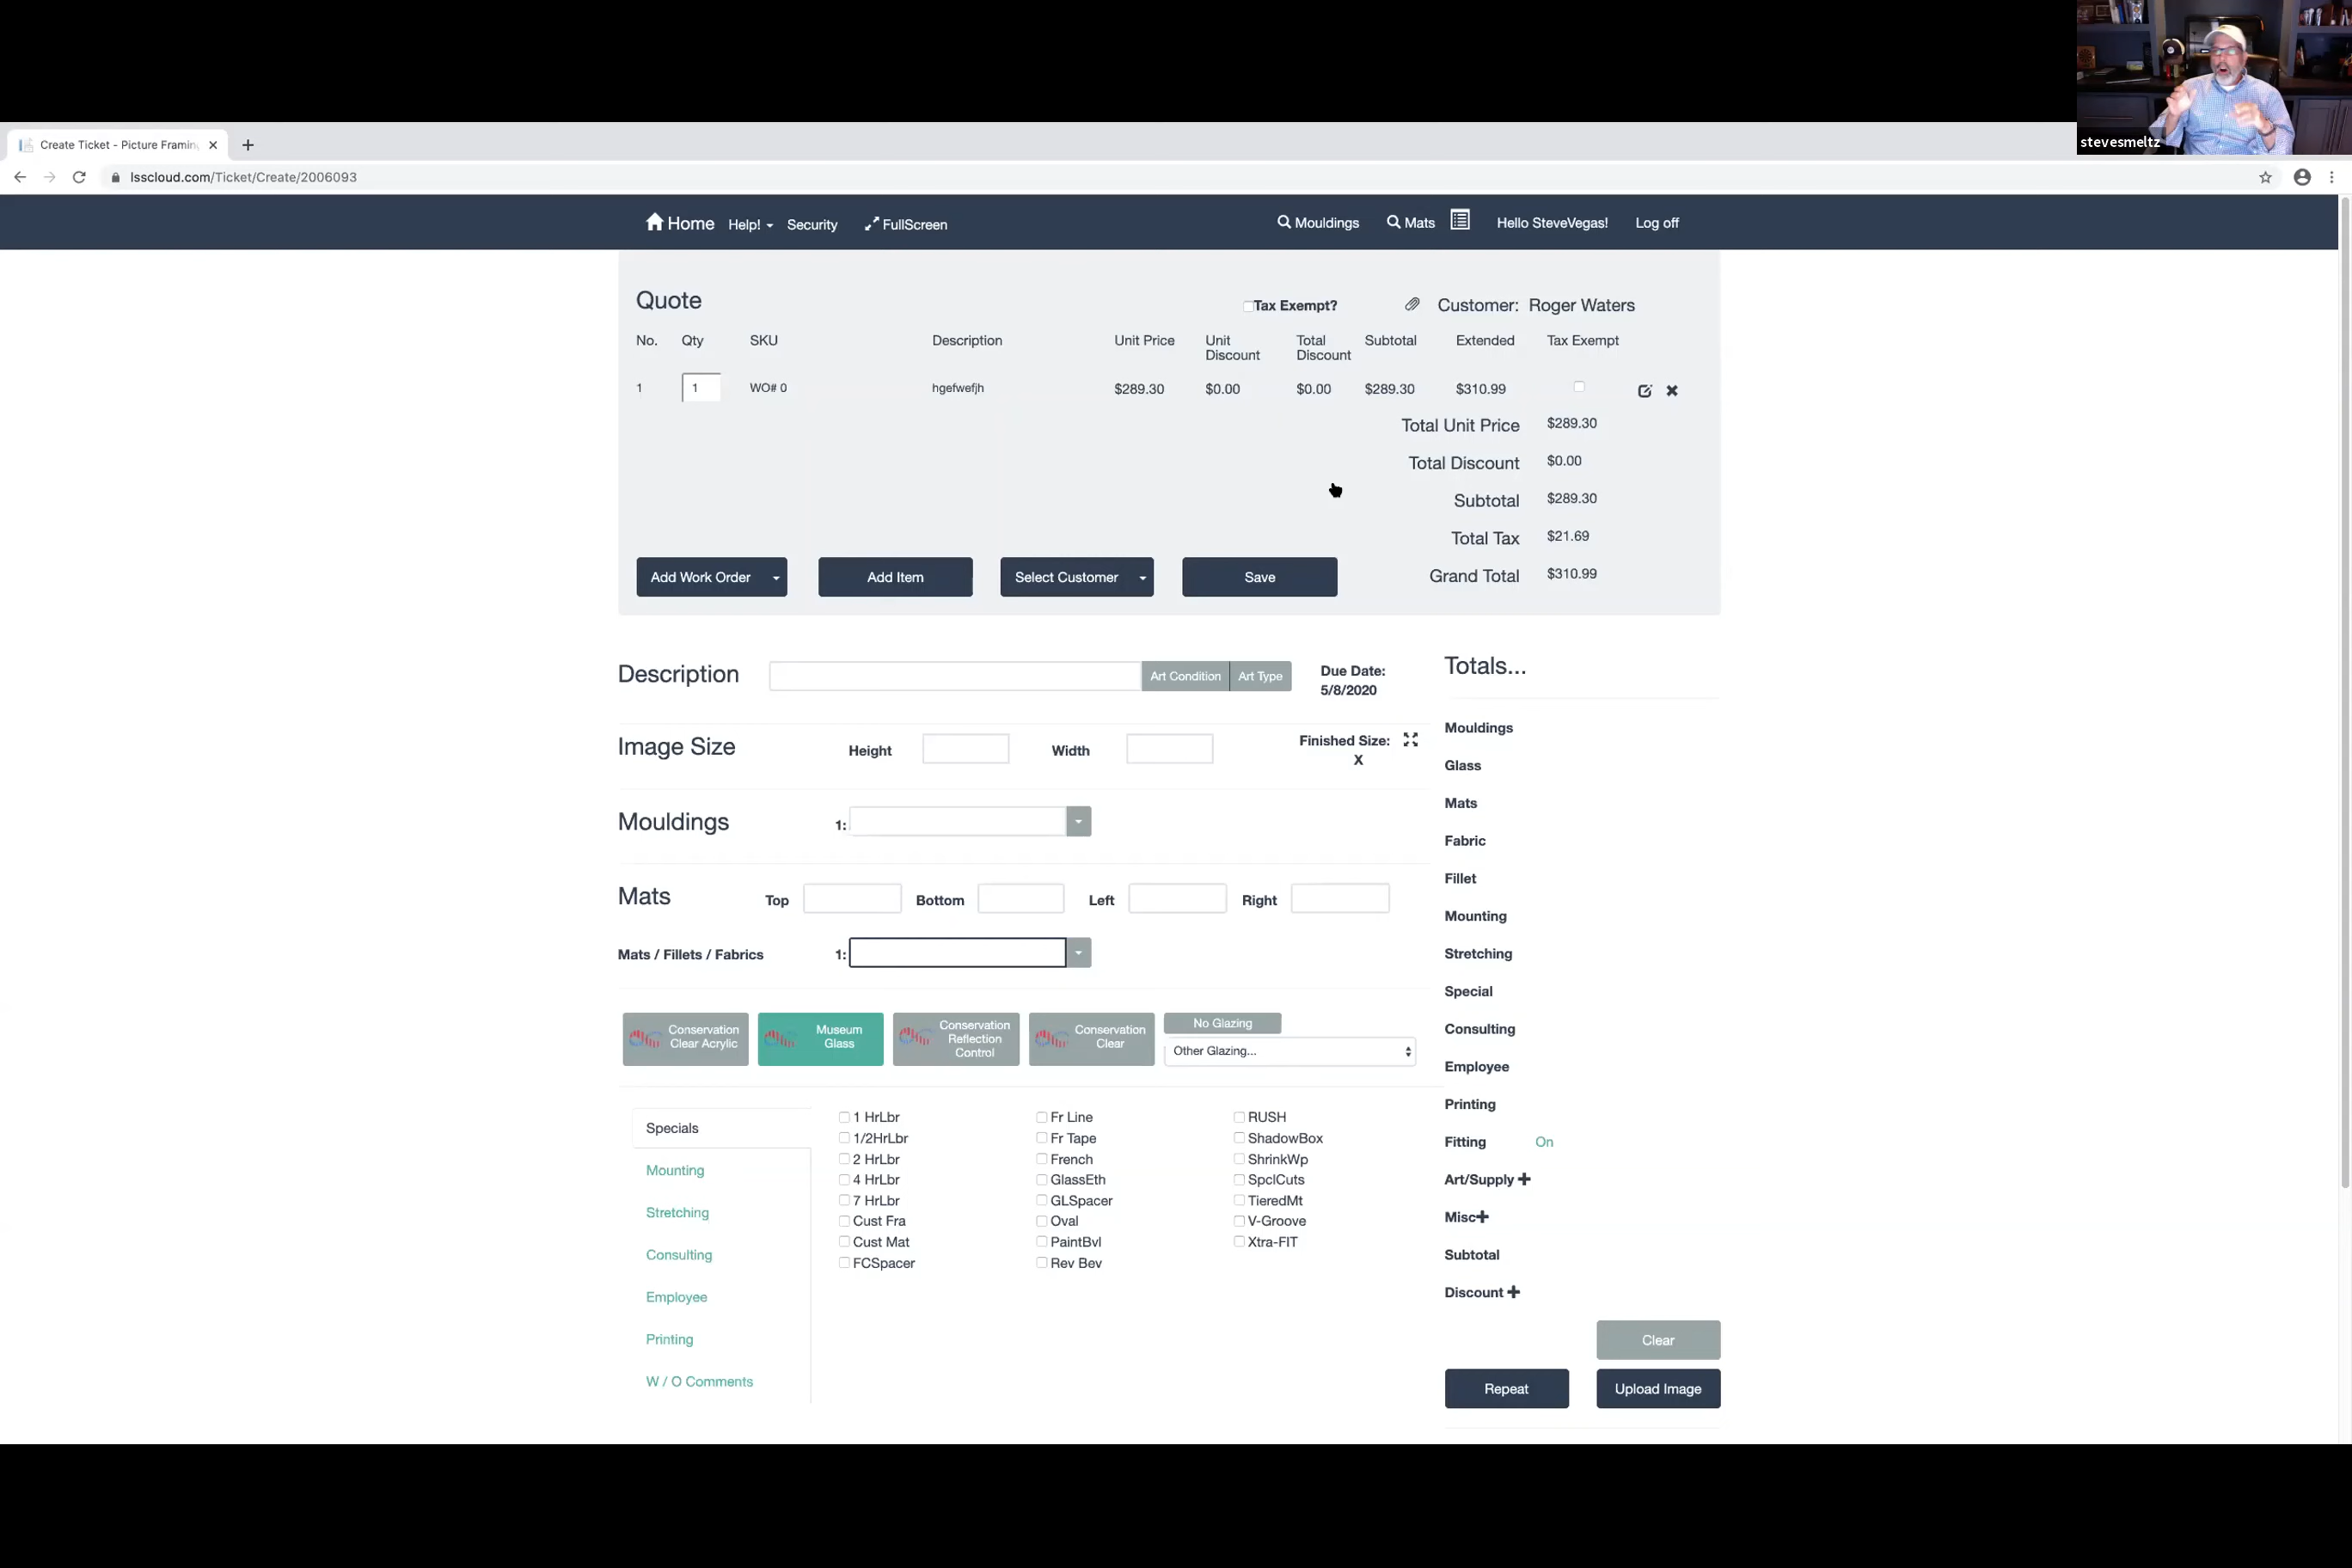 stevesmeltz
Create Ticket - Picture Framin
lsscloud.com/Ticket/Create/2006093
Home Help! Security FullScreen Mouldings Mats Hello SteveVegas! Log off
Quote Tax Exempt? Customer: Roger Waters
No. Qty SKU Description Unit Price Unit Discount Total Discount Subtotal Extended Tax Exempt
1 1 WO# 0 hgefwefjh $289.30 $0.00 $0.00 $289.30 $310.99
Total Unit Price $289.30
Total Discount $0.00
Subtotal $289.30
Total Tax $21.69
Grand Total $310.99
Add Work Order Add Item Select Customer Save
Description Art Condition Art Type Due Date:
5/8/2020
Image Size Height Width Finished Size:
X
Mouldings 1:
Mats Top Bottom Left Right
Mats / Fillets / Fabrics 1:
Conservation Clear Acrylic
Museum Glass
Conservation Reflection Control
Conservation Clear
No Glazing
Other Glazing...
Specials
Mounting
Stretching
Consulting
Employee
Printing
W / O Comments
1 HrLbr Fr Line RUSH
1/2HrLbr Fr Tape ShadowBox
2 HrLbr French ShrinkWp
4 HrLbr GlassEth SpclCuts
7 HrLbr GLSpacer TieredMt
Cust Fra Oval V-Groove
Cust Mat PaintBvl Xtra-FIT
FCSpacer Rev Bev
Totals...
Mouldings
Glass
Mats
Fabric
Fillet
Mounting
Stretching
Special
Consulting
Employee
Printing
Fitting On
Art/Supply
Misc
Subtotal
Discount
Clear
Repeat Upload Image